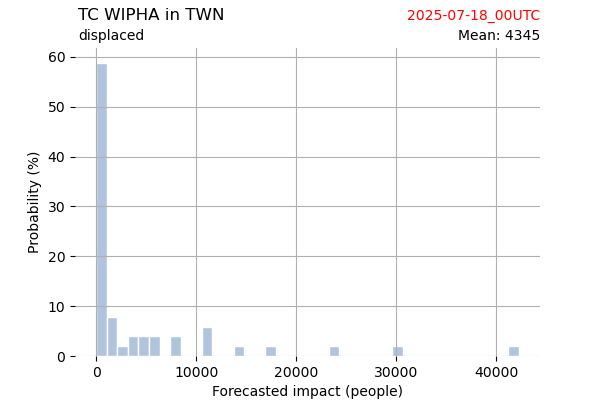 TC WIPHA in TWN
2025-07-18_00UTC
displaced
Mean: 4345
Probability (%)
60
50
40
30
20
10
0
0 10000 20000 30000 40000
Forecasted impact (people)